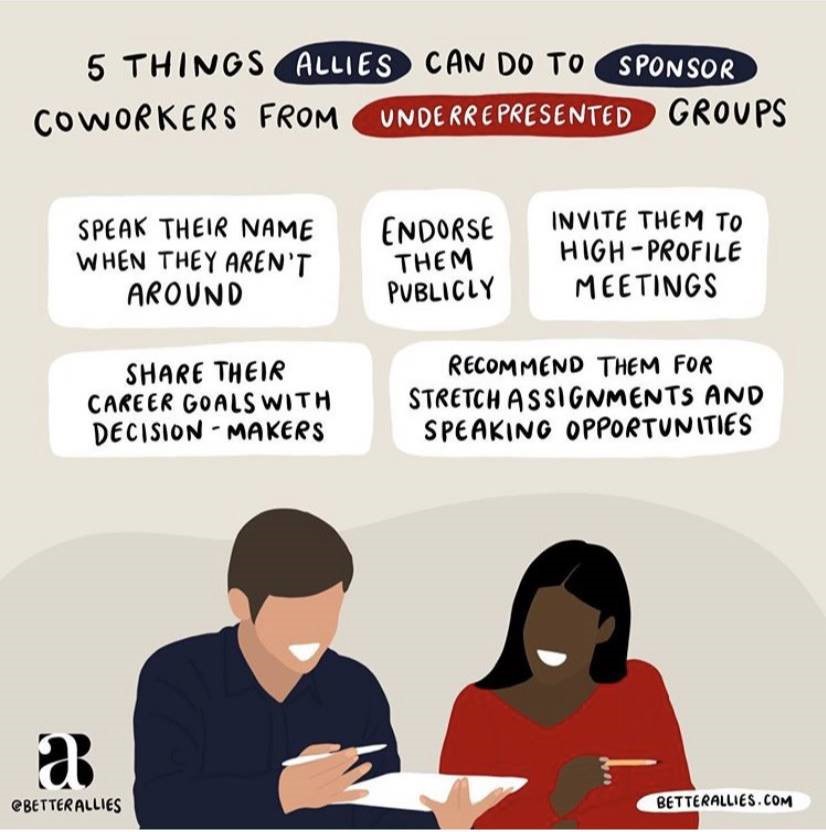 5 THINGS ALLIES CAN DO TO SPONSOR
COWORKERS FROM UNDERREPRESENTED GROUPS
SPEAK THEIR NAME
WHEN THEY AREN'T
AROUND
ENDORSE
THEM
PUBLICLY
INVITE THEM TO
HIGH-PROFILE
MEETINGS
SHARE THEIR
CAREER GOALS WITH
DECISION-MAKERS
RECOMMEND THEM FOR
STRETCH ASSIGNMENTS AND
SPEAKING OPPORTUNITIES
aB
@BETTERALLIES
BETTERALLIES.COM